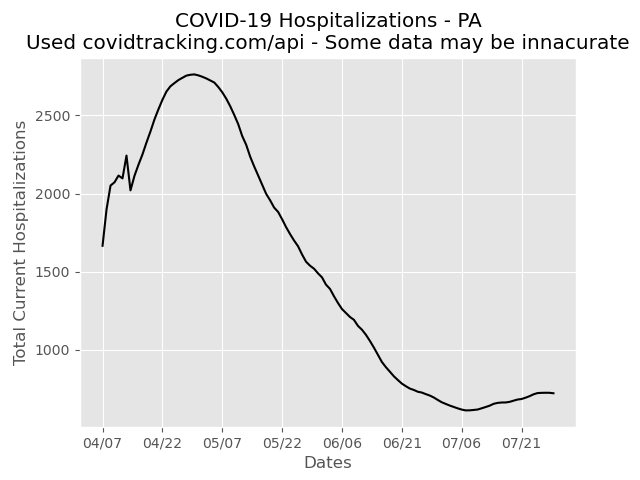 COVID-19 Hospitalizations - PA
Used covidtracking.com/api - Some data may be innacurate
Total Current Hospitalizations
2500
2000
1500
1000
04/07 04/22 05/07 05/22 06/06 06/21 07/06 07/21
Dates